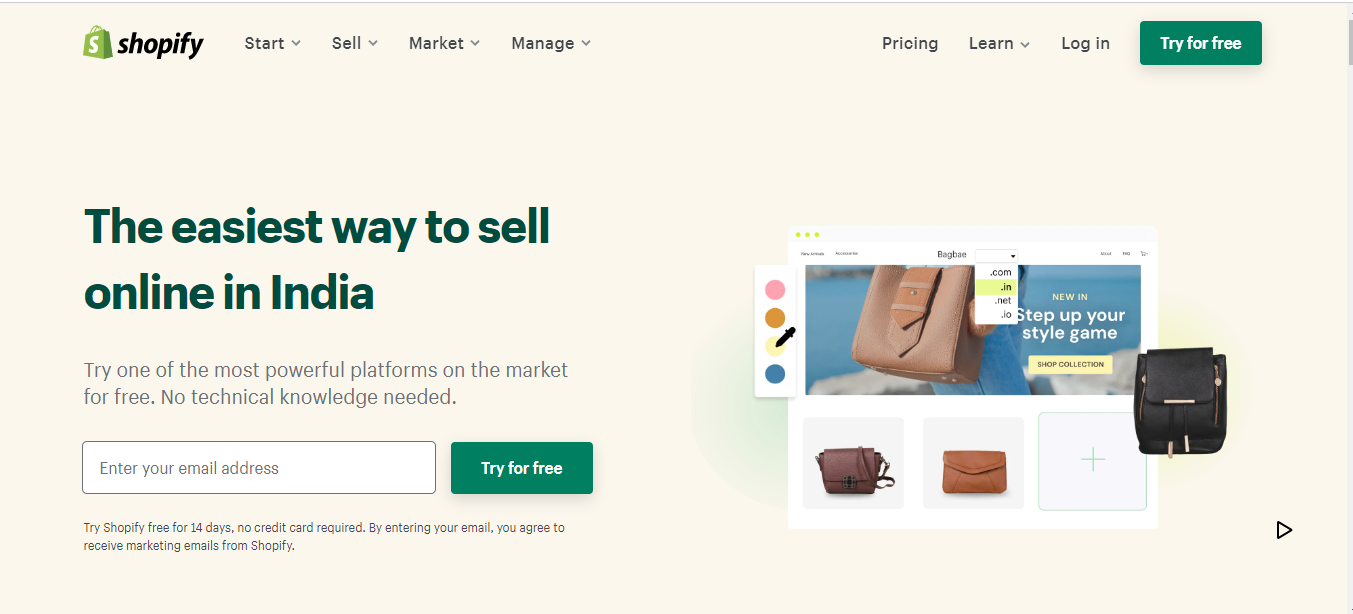 shopify
Start
Sell
Market
Manage
Pricing
Learn
Log in
Try for free
The easiest way to sell
online in India
Try one of the most powerful platforms on the market
for free. No technical knowledge needed.
Enter your email address
Try for free
Try Shopify free for 14 days, no credit card required. By entering your email, you agree to
receive marketing emails from Shopify.
New Arrivals
Accessories
Bagbae
About
FAQ
.com
.in
.net
.io
NEW IN
Step up your
style game
SHOP COLLECTION